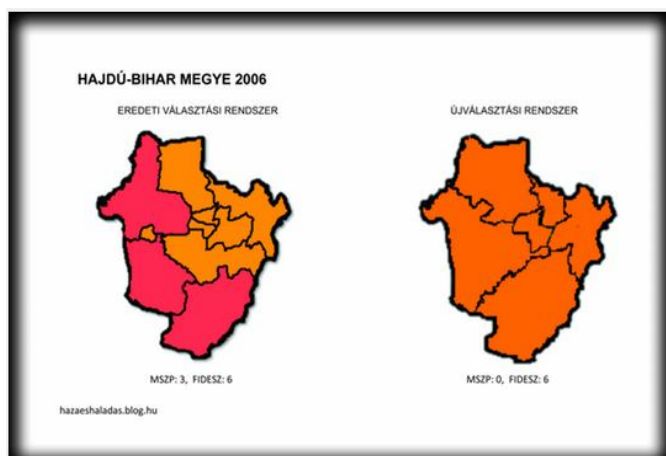 HAJDÚ-BIHAR MEGYE 2006
EREDETI VÁLASZTÁSI RENDSZER
ÚJVÁLASZTÁSI RENDSZER
MSZP: 3, FIDESZ: 6
MSZP: 0, FIDESZ: 6
hazaeshaladas.blog.hu